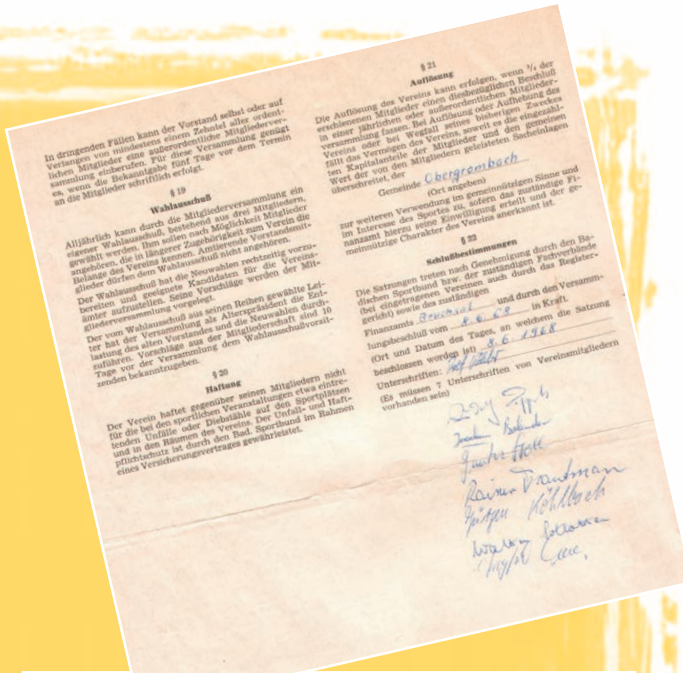 In dringenden Fällen kann der Vorstand selbst oder auf
Verlangen von mindestens einem Zehntel aller ordent-
lichen Mitglieder eine außerordentliche Mitgliederver-
sammlung einberufen. Für diese Versammlung genügt
es, wenn die Bekanntgabe fünf Tage vor dem Termin
an die Mitglieder schriftlich erfolgt.
§ 19
Wahlausschuß
Alljährlich kann durch die Mitgliederversammlung ein
eigener Wahlausschuß, bestehend aus drei Mitgliedern,
gewählt werden. Ihm sollen nach Möglichkeit Mitglieder
angehören, die in längerer Zugehörigkeit zum Verein die
Belange des Vereins kennen. Amtierende Vorstandsmit-
glieder dürfen dem Wahlausschuß nicht angehören.
Der Wahlausschuß hat die Neuwahlen rechtzeitig vorzu-
bereiten und geeignete Kandidaten für die Vereins-
ämter aufzustellen. Seine Vorschläge werden der Mit-
gliederversammlung vorgelegt.
Der vom Wahlausschuß aus seinen Reihen gewählte Lei-
ter hat der Versammlung als Alterspräsident die Ent-
lastung des alten Vorstandes und die Neuwahlen durch-
zuführen. Vorschläge aus der Mitgliederschaft sind 10
Tage vor der Versammlung dem Wahlausschußvorsit-
zenden bekanntzugeben.
§ 20
Haftung
Der Verein haftet gegenüber seinen Mitgliedern nicht
für die bei den sportlichen Veranstaltungen etwa eintre-
tenden Unfälle oder Diebstähle auf den Sportplätzen
und in den Räumen des Vereins. Der Unfall- und Haft-
pflichtschutz ist durch den Bad. Sportbund im Rahmen
eines Versicherungsvertrages gewährleistet.
§ 21
Auflösung
Die Auflösung des Vereins kann erfolgen, wenn ¾ der
erschienenen Mitglieder einen diesbezüglichen Beschluß
in einer jährlichen oder außerordentlichen Mitglieder-
versammlung fassen. Bei Auflösung oder Aufhebung des
Vereins oder bei Wegfall seines bisherigen Zweckes
fällt das Vermögen des Vereins, soweit es die eingezahl-
ten Kapitalanteile der Mitglieder und den gemeinen
Wert der von den Mitgliedern geleisteten Sacheinlagen
überschreitet, der
Gemeinde Obergrombach
(Ort angeben)
zur weiteren Verwendung im gemeinnützigen Sinne und
im Interesse des Sportes zu, sofern das zuständige Fi-
nanzamt hierzu seine Einwilligung erteilt und der ge-
meinnützige Charakter des Vereins anerkannt ist.
§ 22
Schlußbestimmungen
Die Satzungen treten nach Genehmigung durch den Ba-
dischen Sportbund bzw. der zuständigen Fachverbände
(bei eingetragenen Vereinen auch durch das Register-
gericht) sowie des zuständigen
Finanzamts Bruchsal und durch den Versamm-
lungsbeschluß vom 8.6.68 in Kraft.
(Ort und Datum des Tages, an welchem die Satzung
beschlossen worden ist) 8.6.1968
Unterschriften:
(Es müssen 7 Unterschriften von Vereinsmitgliedern
vorhanden sein)
Rainer Trautmann
Jürgen Köhlbach